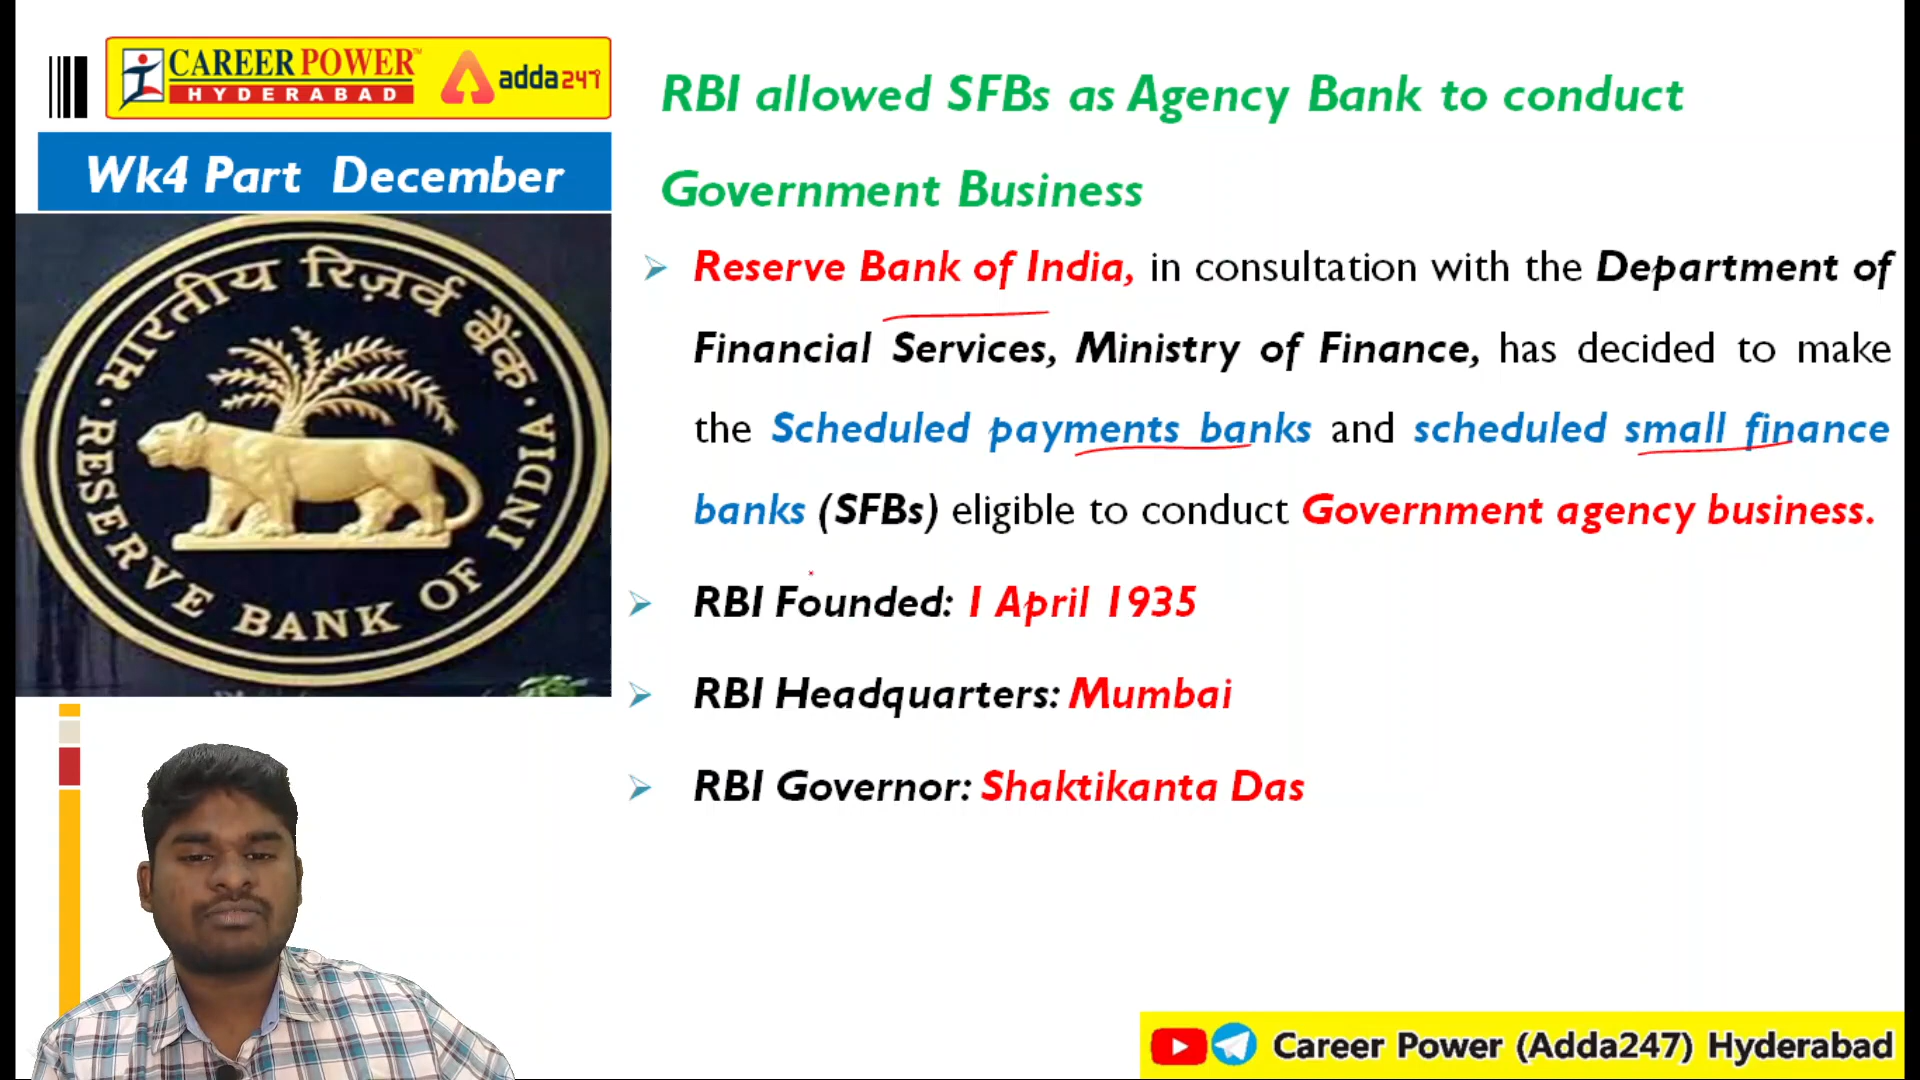 CAREER POWER™
HYDERABAD
adda247
Wk4 Part December
भारतीय रिज़र्व बैंक
RESERVE BANK OF INDIA
RBI allowed SFBs as Agency Bank to conduct
Government Business
Reserve Bank of India, in consultation with the Department of
Financial Services, Ministry of Finance, has decided to make
the Scheduled payments banks and scheduled small finance
banks (SFBs) eligible to conduct Government agency business.
RBI Founded: 1 April 1935
RBI Headquarters: Mumbai
RBI Governor: Shaktikanta Das
Career Power (Adda247) Hyderabad